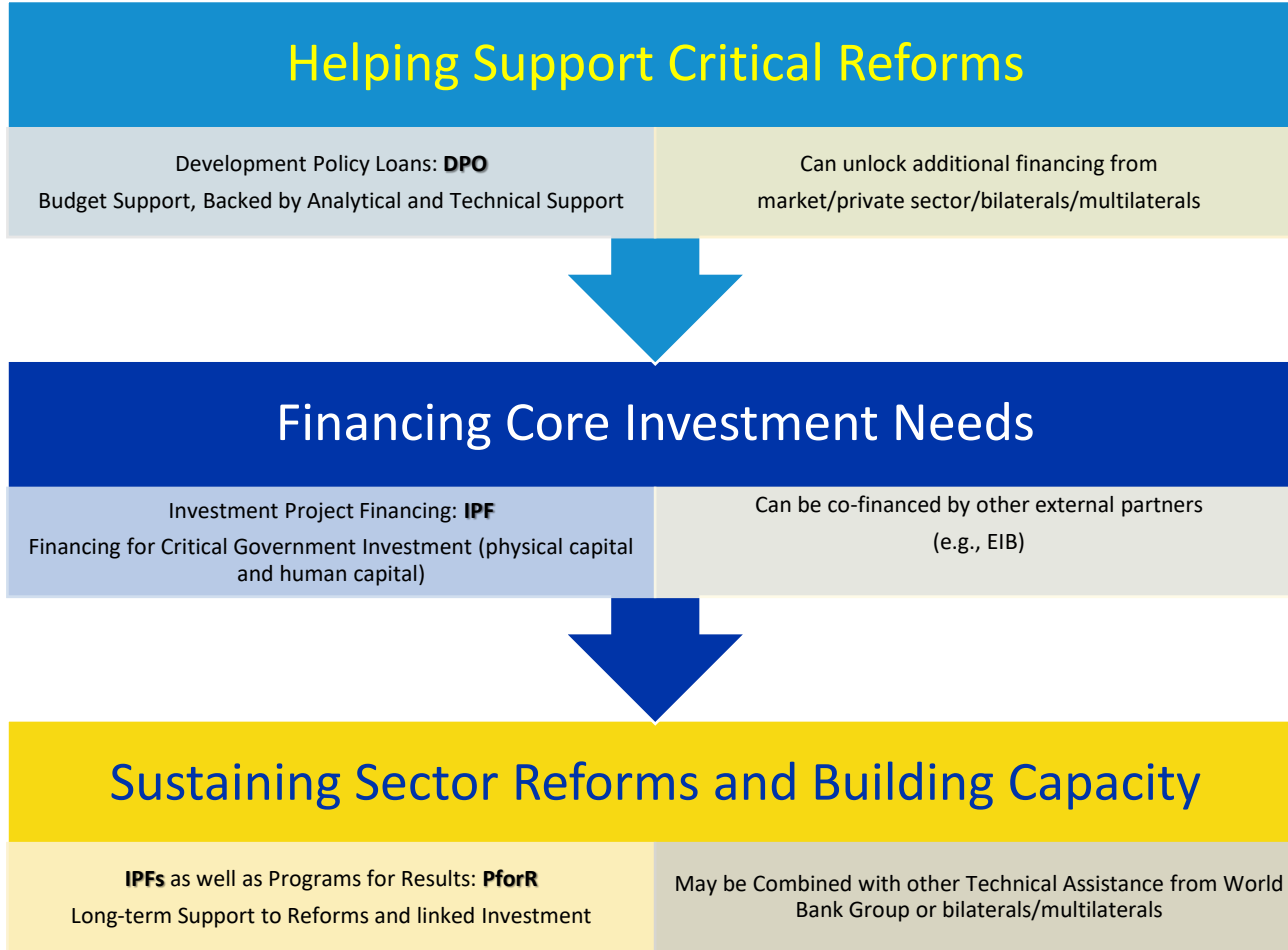 Helping Support Critical Reforms
Development Policy Loans: DPO
Budget Support, Backed by Analytical and Technical Support
Can unlock additional financing from
market/private sector/bilaterals/multilaterals
Financing Core Investment Needs
Investment Project Financing: IPF
Financing for Critical Government Investment (physical capital
and human capital)
Can be co-financed by other external partners
(e.g., EIB)
Sustaining Sector Reforms and Building Capacity
IPFs as well as Programs for Results: PforR
Long-term Support to Reforms and linked Investment
May be Combined with other Technical Assistance from World
Bank Group or bilaterals/multilaterals